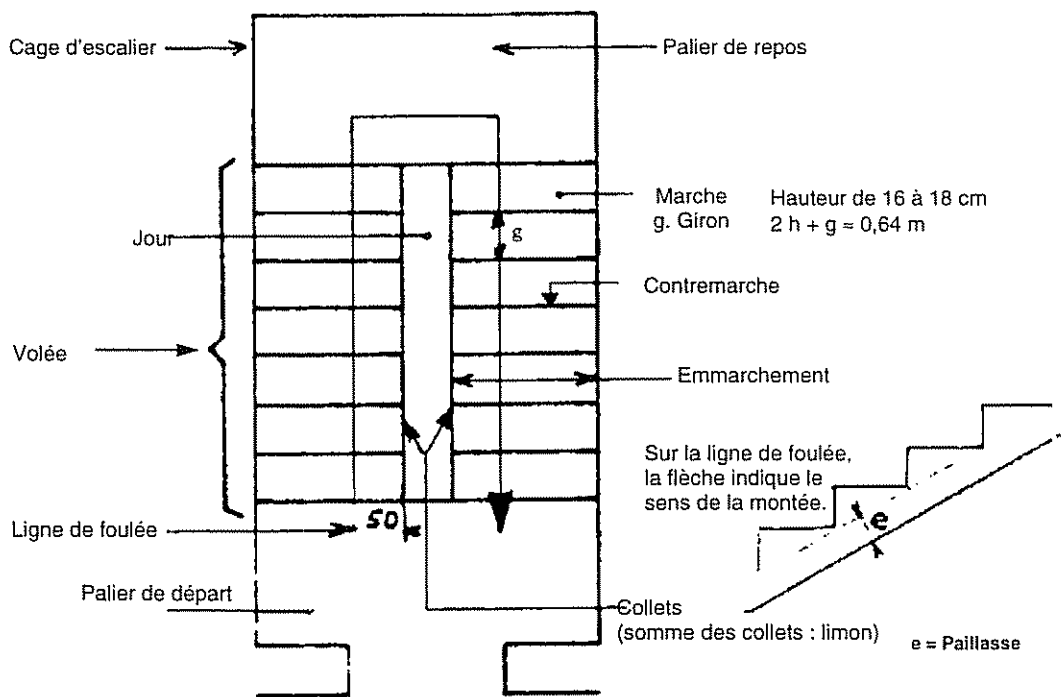 Cage d'escalier
Palier de repos
Marche Hauteur de 16 à 18 cm
g. Giron 2 h + g = 0,64 m
g
Jour
Contremarche
Volée
Emmarchement
Sur la ligne de foulée,
la flèche indique le
sens de la montée.
e
50
Ligne de foulée
Palier de départ
Collets
(somme des collets : limon)
e = Paillasse